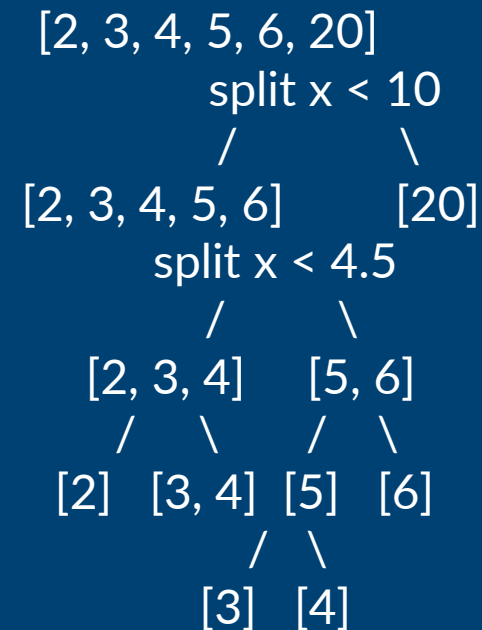 [2, 3, 4, 5, 6, 20]
split x < 10
/ \
[2, 3, 4, 5, 6] [20]
split x < 4.5
/ \
[2, 3, 4] [5, 6]
/ \ / \
[2] [3, 4] [5] [6]
/ \
[3] [4]